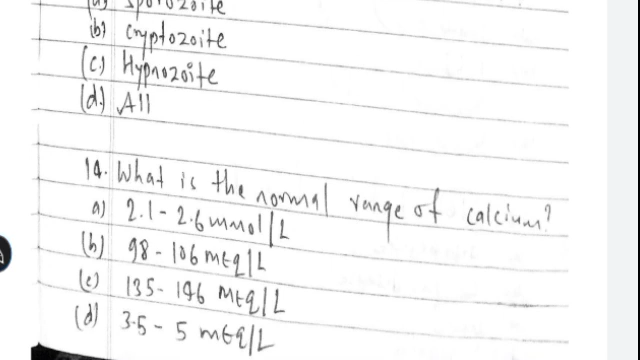 (a) Sporozoite
(b) Cryptozoite
(c) Hypnozoite
(d) All
14. What is the normal range of calcium?
a) 2.1 - 2.6 mmol/L
(b) 98 - 106 mEq/L
(c) 135 - 146 mEq/L
(d) 3.5 - 5 mEq/L